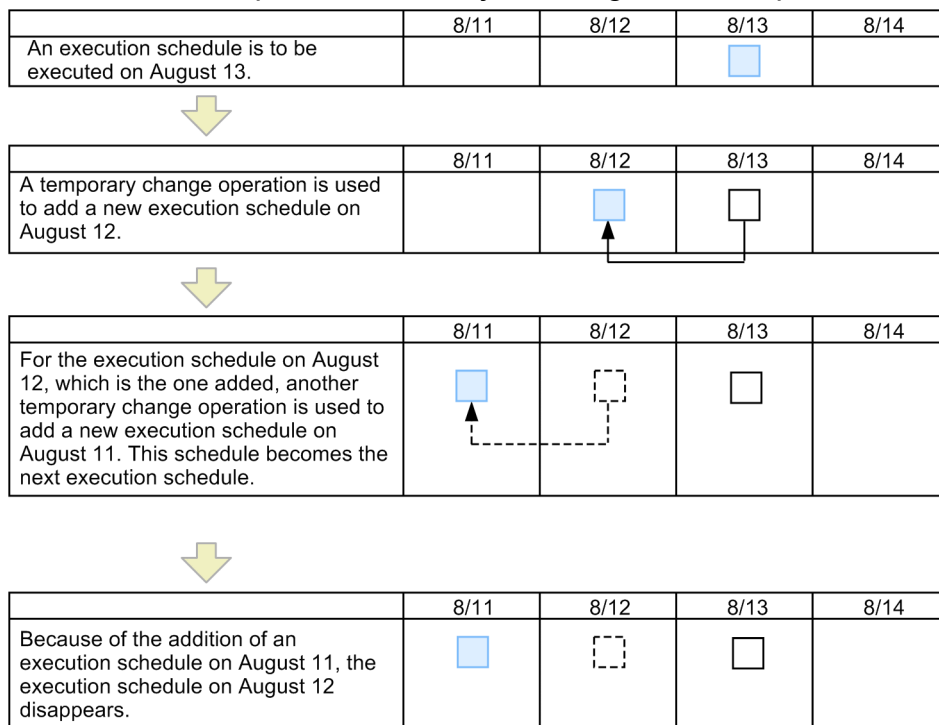 8/11 8/12 8/13 8/14
An execution schedule is to be
executed on August 13.
8/11 8/12 8/13 8/14
A temporary change operation is used
to add a new execution schedule on
August 12.
8/11 8/12 8/13 8/14
For the execution schedule on August
12, which is the one added, another
temporary change operation is used to
add a new execution schedule on
August 11. This schedule becomes the
next execution schedule.
8/11 8/12 8/13 8/14
Because of the addition of an
execution schedule on August 11, the
execution schedule on August 12
disappears.